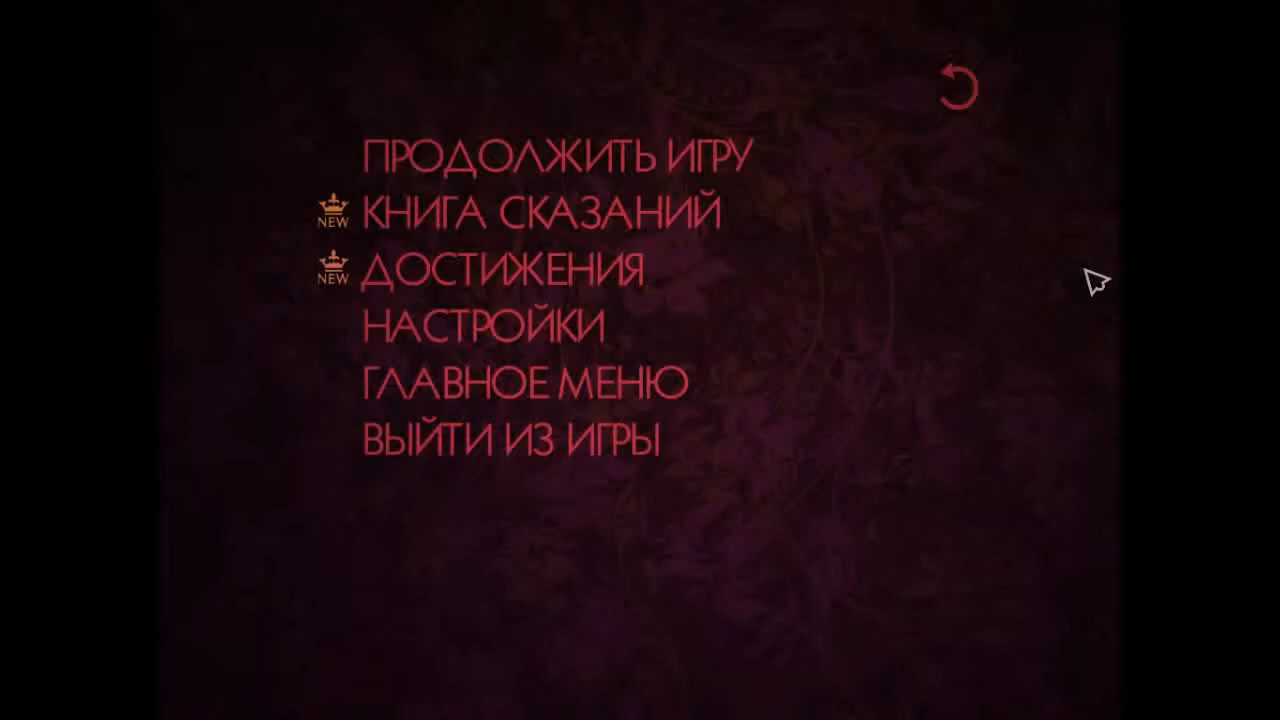 ПРОДОЛЖИТЬ ИГРУ
NEW КНИГА СКАЗАНИЙ
NEW ДОСТИЖЕНИЯ
НАСТРОЙКИ
ГЛАВНОЕ МЕНЮ
ВЫЙТИ ИЗ ИГРЫ